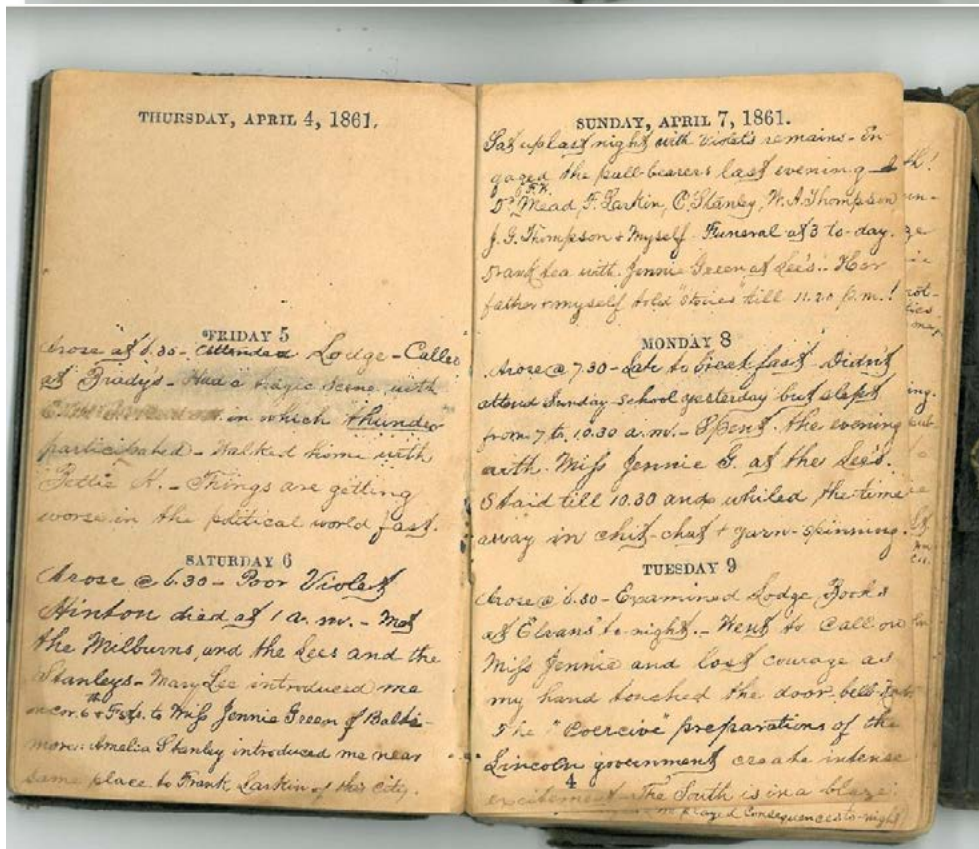 THURSDAY, APRIL 4, 1861.
FRIDAY 5
Arose at 6.30 - Attended Lodge - Called
at Brady's - Had a tragic scene with
in which "thunder"
participated - Walked home with
Pettie K. - Things are getting
worse in the political world fast.
SATURDAY 6
Arose @ 6.30 - Poor Violet
Hinton died at 1 a.m. - Met
the Milburns, and the Lees and the
Stanleys - Mary Lee introduced me
on cor. 6th & F sts. to Miss Jennie Green of Balti-
more: Amelia Stanley introduced me near
same place to Frank Larkin of this city.
SUNDAY, APRIL 7, 1861.
Sat up last night with Violet's remains - En
gaged the pall-bearers last evening
Dr F.W. Mead, F. Larkin, C. Stanley, W. A. Thompson
J. G. Thompson & Myself - Funeral at 3 to-day.
Drank tea with Jennie Green at Lee's - Her
father & myself told "stories" till 11.20 p.m.!
MONDAY 8
Arose @ 7.30 - Late to breakfast - Didn't
attend Sunday-school yesterday but slept
from 7 to 10.30 a.m. - Spent the evening
with Miss Jennie G. at the Lee's.
Staid till 10.30 and whiled the time
away in chit-chat & yarn-spinning.
TUESDAY 9
Arose @ 6.30 - Examined Lodge Books
at Elvans' to-night. - Went to call on
Miss Jennie and lost courage as
my hand touched the door-bell
The "Coercive" preparations of the
Lincoln government create intense
excitement - The South is in a blaze:
consequences to-night
4